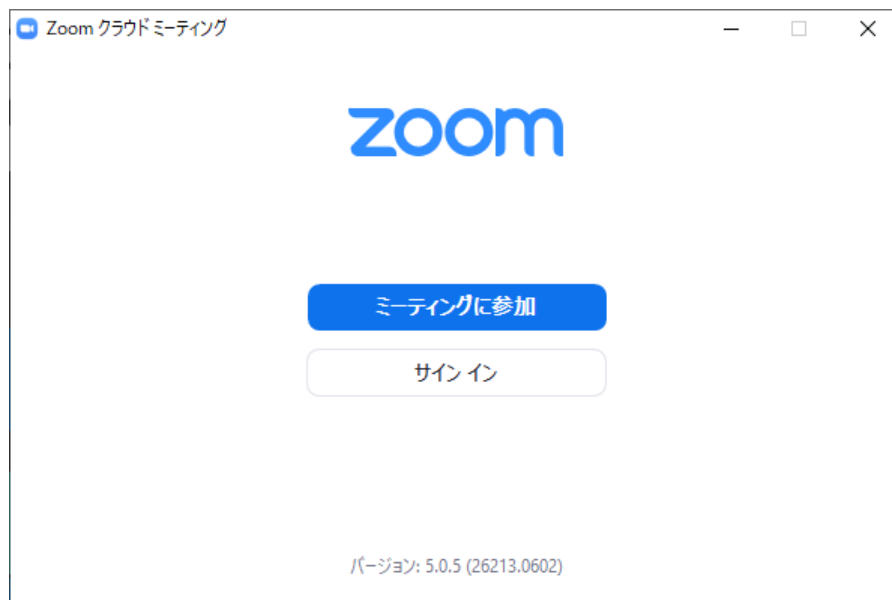 Zoom クラウド ミーティング
zoom
ミーティングに参加
サイン イン
バージョン: 5.0.5 (26213.0602)